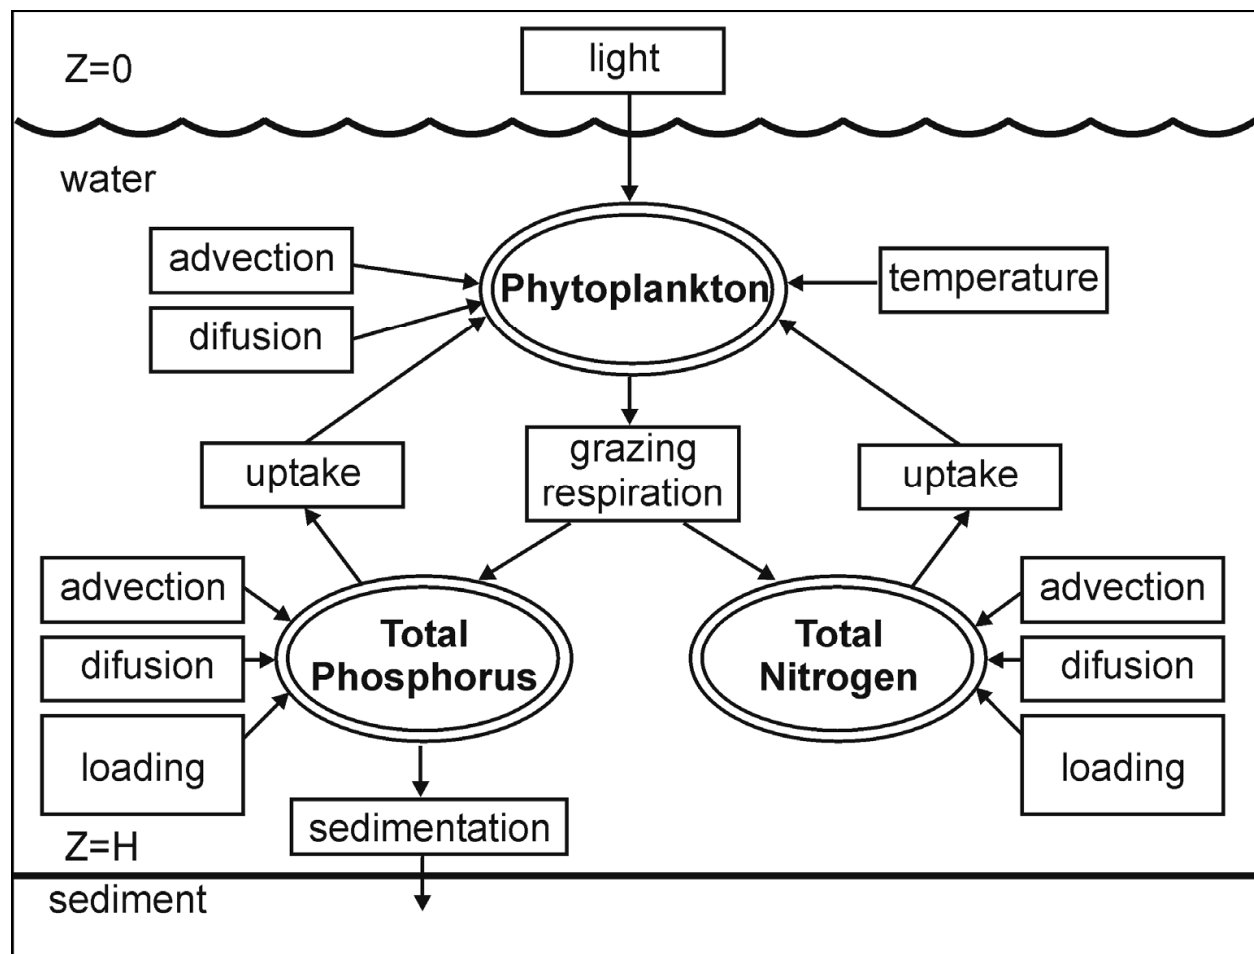 light
Z=0
water
advection
difusion
Phytoplankton
temperature
uptake
grazing
respiration
uptake
advection
difusion
loading
Total
Phosphorus
Total
Nitrogen
advection
difusion
loading
sedimentation
Z=H
sediment